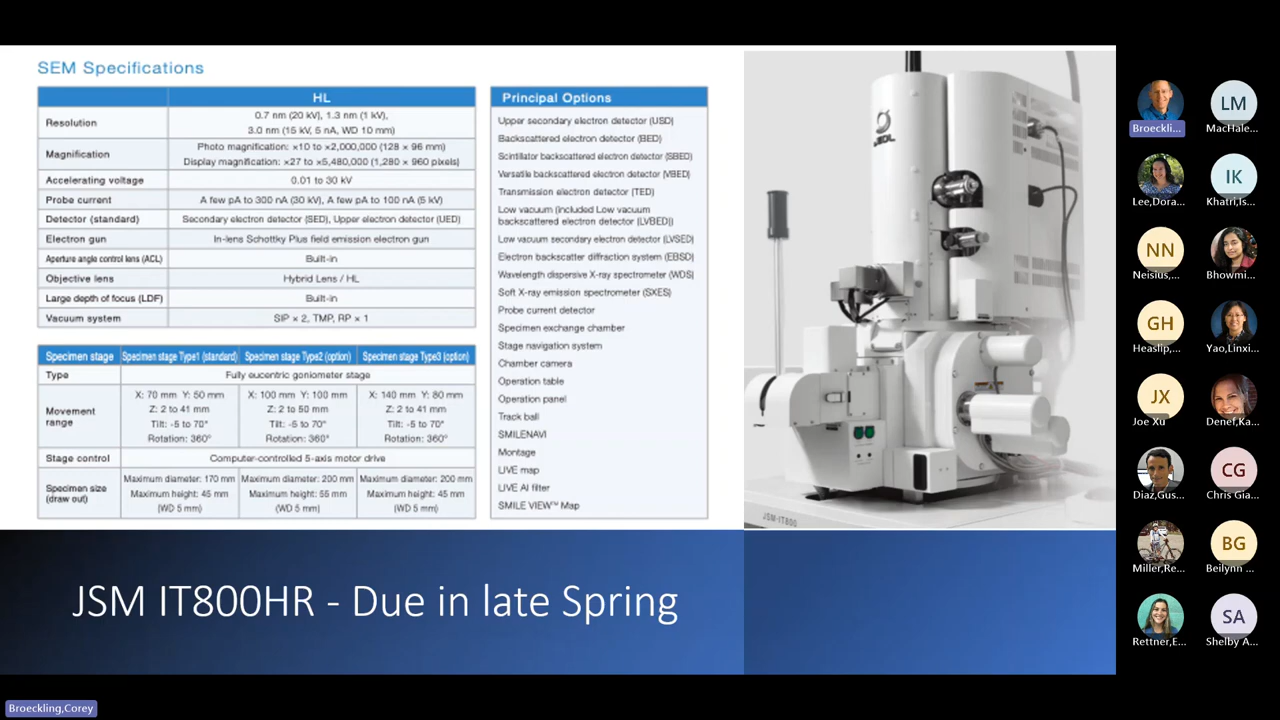 SEM Specifications
HL
Resolution
0.7 nm (20 kV), 1.3 nm (1 kV),
3.0 nm (15 kV, 5 nA, WD 10 mm)
Magnification
Photo magnification: ×10 to ×2,000,000 (128 × 96 mm)
Display magnification: ×27 to ×5,480,000 (1,280 × 960 pixels)
Accelerating voltage
0.01 to 30 kV
Probe current
A few pA to 300 nA (30 kV), A few pA to 100 nA (5 kV)
Detector (standard)
Secondary electron detector (SED), Upper electron detector (UED)
Electron gun
In-lens Schottky Plus field emission electron gun
Aperture angle control lens (ACL)
Built-in
Objective lens
Hybrid Lens / HL
Large depth of focus (LDF)
Built-in
Vacuum system
SIP × 2, TMP, RP × 1
Specimen stage
Specimen stage Type1 (standard)
Specimen stage Type2 (option)
Specimen stage Type3 (option)
Type
Fully eucentric goniometer stage
Movement
range
X: 70 mm Y: 50 mm
Z: 2 to 41 mm
Tilt: -5 to 70°
Rotation: 360°
X: 100 mm Y: 100 mm
Z: 2 to 50 mm
Tilt: -5 to 70°
Rotation: 360°
X: 140 mm Y: 80 mm
Z: 2 to 41 mm
Tilt: -5 to 70°
Rotation: 360°
Stage control
Computer-controlled 5-axis motor drive
Specimen size
(draw out)
Maximum diameter: 170 mm
Maximum height: 45 mm
(WD 5 mm)
Maximum diameter: 200 mm
Maximum height: 55 mm
(WD 5 mm)
Maximum diameter: 200 mm
Maximum height: 45 mm
(WD 5 mm)
Principal Options
Upper secondary electron detector (USD)
Backscattered electron detector (BED)
Scintillator backscattered electron detector (SBED)
Versatile backscattered electron detector (VBED)
Transmission electron detector (TED)
Low vacuum (included Low vacuum
backscattered electron detector (LVBED))
Low vacuum secondary electron detector (LVSED)
Electron backscatter diffraction system (EBSD)
Wavelength dispersive X-ray spectrometer (WDS)
Soft X-ray emission spectrometer (SXES)
Probe current detector
Specimen exchange chamber
Stage navigation system
Chamber camera
Operation table
Operation panel
Track ball
SMILENAVI
Montage
LIVE map
LIVE AI filter
SMILE VIEW™ Map
JEOL
JSM-IT800
JSM IT800HR - Due in late Spring
Broeckli...
LM
MacHale...
Lee,Dora...
IK
Khatri,Is...
NN
Neisius,...
Bhowmi...
GH
Heaslip,...
Yao,Linxi...
JX
Joe Xu
Denef,Ka...
Diaz,Gus...
CG
Chris Gia...
Miller,Re...
BG
Beilynn ...
Rettner,E...
SA
Shelby A...
Broeckling,Corey